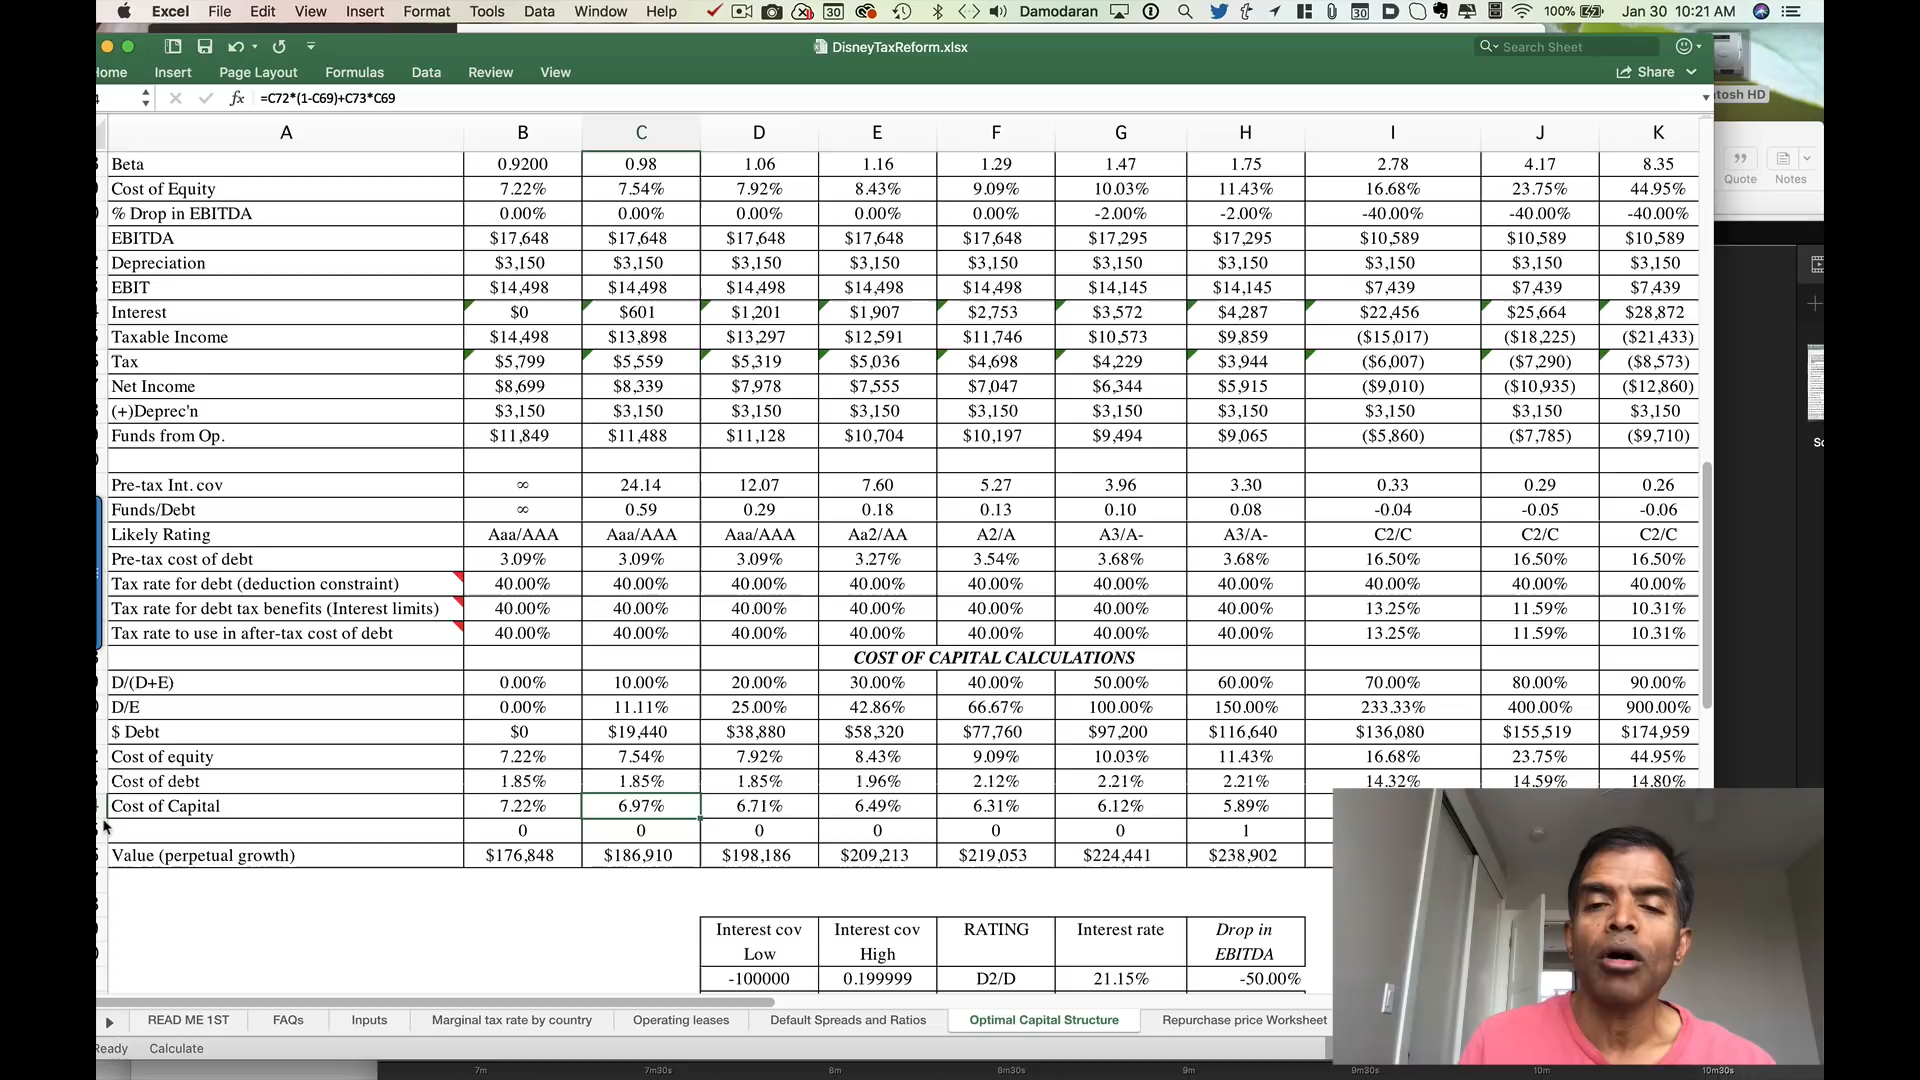 Excel File Edit View Insert Format Tools Data Window Help 30 30 Damodaran 100% Jan 30 10:21 AM
DisneyTaxReform.xlsx
Search Sheet
Home Insert Page Layout Formulas Data Review View
Share
fx =C72*(1-C69)+C73*C69
tosh HD
Quote Notes
A B C D E F G H I J K
Beta 0.9200 0.98 1.06 1.16 1.29 1.47 1.75 2.78 4.17 8.35
Cost of Equity 7.22% 7.54% 7.92% 8.43% 9.09% 10.03% 11.43% 16.68% 23.75% 44.95%
% Drop in EBITDA 0.00% 0.00% 0.00% 0.00% 0.00% -2.00% -2.00% -40.00% -40.00% -40.00%
EBITDA $17,648 $17,648 $17,648 $17,648 $17,648 $17,295 $17,295 $10,589 $10,589 $10,589
Depreciation $3,150 $3,150 $3,150 $3,150 $3,150 $3,150 $3,150 $3,150 $3,150 $3,150
EBIT $14,498 $14,498 $14,498 $14,498 $14,498 $14,145 $14,145 $7,439 $7,439 $7,439
Interest $0 $601 $1,201 $1,907 $2,753 $3,572 $4,287 $22,456 $25,664 $28,872
Taxable Income $14,498 $13,898 $13,297 $12,591 $11,746 $10,573 $9,859 ($15,017) ($18,225) ($21,433)
Tax $5,799 $5,559 $5,319 $5,036 $4,698 $4,229 $3,944 ($6,007) ($7,290) ($8,573)
Net Income $8,699 $8,339 $7,978 $7,555 $7,047 $6,344 $5,915 ($9,010) ($10,935) ($12,860)
(+)Deprec'n $3,150 $3,150 $3,150 $3,150 $3,150 $3,150 $3,150 $3,150 $3,150 $3,150
Funds from Op. $11,849 $11,488 $11,128 $10,704 $10,197 $9,494 $9,065 ($5,860) ($7,785) ($9,710)
Pre-tax Int. cov ∞ 24.14 12.07 7.60 5.27 3.96 3.30 0.33 0.29 0.26
Funds/Debt ∞ 0.59 0.29 0.18 0.13 0.10 0.08 -0.04 -0.05 -0.06
Likely Rating Aaa/AAA Aaa/AAA Aaa/AAA Aa2/AA A2/A A3/A- A3/A- C2/C C2/C C2/C
Pre-tax cost of debt 3.09% 3.09% 3.09% 3.27% 3.54% 3.68% 3.68% 16.50% 16.50% 16.50%
Tax rate for debt (deduction constraint) 40.00% 40.00% 40.00% 40.00% 40.00% 40.00% 40.00% 40.00% 40.00% 40.00%
Tax rate for debt tax benefits (Interest limits) 40.00% 40.00% 40.00% 40.00% 40.00% 40.00% 40.00% 13.25% 11.59% 10.31%
Tax rate to use in after-tax cost of debt 40.00% 40.00% 40.00% 40.00% 40.00% 40.00% 40.00% 13.25% 11.59% 10.31%
COST OF CAPITAL CALCULATIONS
D/(D+E) 0.00% 10.00% 20.00% 30.00% 40.00% 50.00% 60.00% 70.00% 80.00% 90.00%
D/E 0.00% 11.11% 25.00% 42.86% 66.67% 100.00% 150.00% 233.33% 400.00% 900.00%
$ Debt $0 $19,440 $38,880 $58,320 $77,760 $97,200 $116,640 $136,080 $155,519 $174,959
Cost of equity 7.22% 7.54% 7.92% 8.43% 9.09% 10.03% 11.43% 16.68% 23.75% 44.95%
Cost of debt 1.85% 1.85% 1.85% 1.96% 2.12% 2.21% 2.21% 14.32% 14.59% 14.80%
Cost of Capital 7.22% 6.97% 6.71% 6.49% 6.31% 6.12% 5.89%
0 0 0 0 0 0 1
Value (perpetual growth) $176,848 $186,910 $198,186 $209,213 $219,053 $224,441 $238,902
Interest cov Interest cov RATING Interest rate Drop in
Low High EBITDA
-100000 0.199999 D2/D 21.15% -50.00%
READ ME 1ST FAQs Inputs Marginal tax rate by country Operating leases Default Spreads and Ratios Optimal Capital Structure Repurchase price Worksheet
Ready Calculate
7m 7m30s 8m 8m30s 9m 9m30s 10m 10m30s